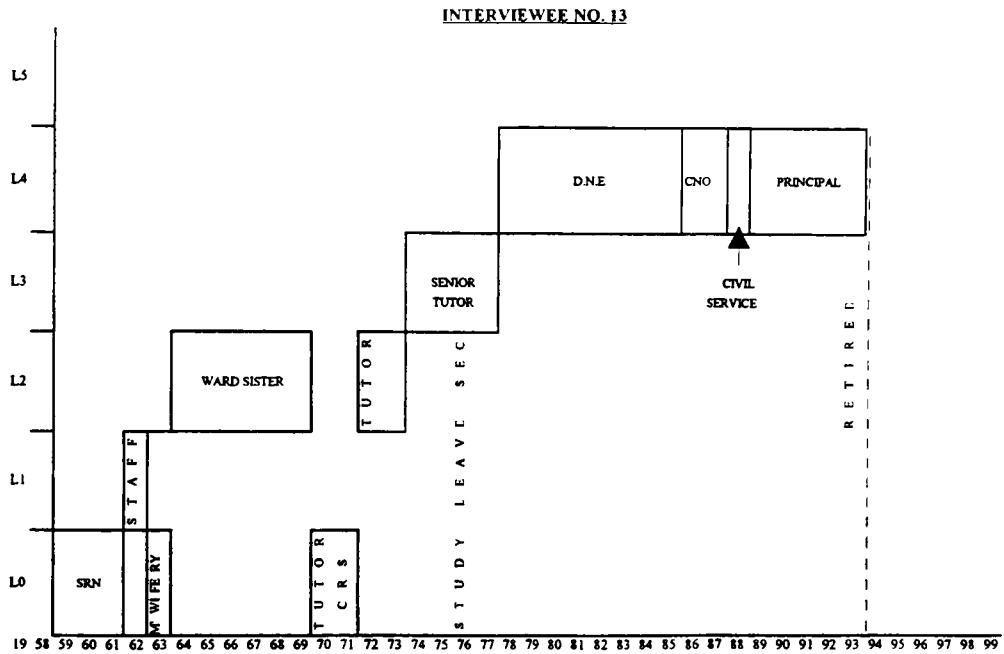 INTERVIEWEE NO. 13
L5
L4
D.N.E
CNO
PRINCIPAL
L3
SENIOR
TUTOR
CIVIL
SERVICE
RETIRED
L2
WARD SISTER
TUTOR
STUDY LEAVE SEC
L1
STAFF
L0
SRN
M'WIFERY
TUTOR
CRS
19 58 59 60 61 62 63 64 65 66 67 68 69 70 71 72 73 74 75 76 77 78 79 80 81 82 83 84 85 86 87 88 89 90 91 92 93 94 95 96 97 98 99